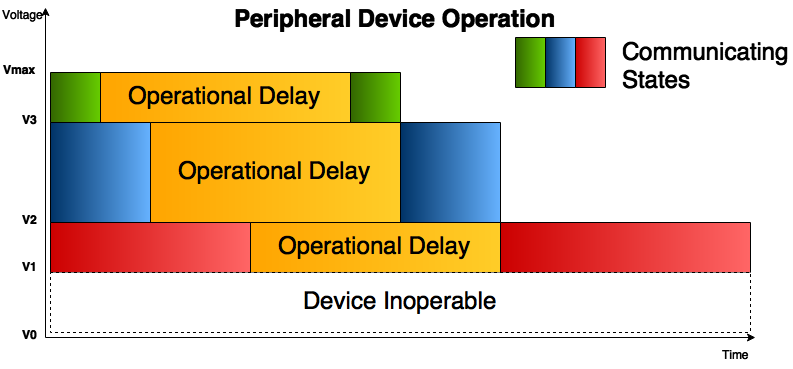 Peripheral Device Operation
Voltage
Communicating
States
Vmax
Operational Delay
V3
Operational Delay
V2
Operational Delay
V1
Device Inoperable
V0
Time